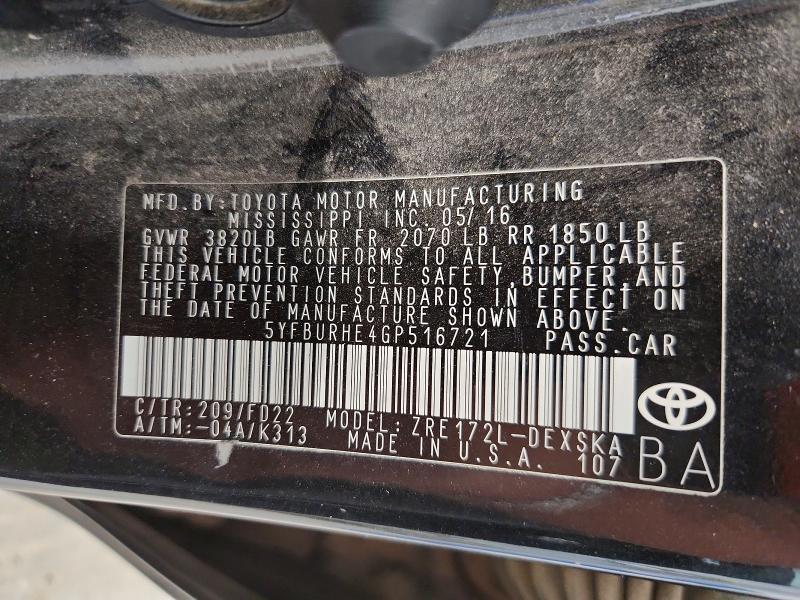 MFD.BY:TOYOTA MOTOR MANUFACTURING
MISSISSIPPI INC. 05/16
GVWR 3820LB GAWR FR 2070 LB RR 1850 LB
THIS VEHICLE CONFORMS TO ALL APPLICABLE
FEDERAL MOTOR VEHICLE SAFETY, BUMPER, AND
THEFT PREVENTION STANDARDS IN EFFECT ON
THE DATE OF MANUFACTURE SHOWN ABOVE.
5YFBURHE4GP516721 PASS.CAR
C/TR:209/FD22 MODEL:ZRE172L-DEXSKA
A/TM:-04A/K313 MADE IN U.S.A. 107
BA